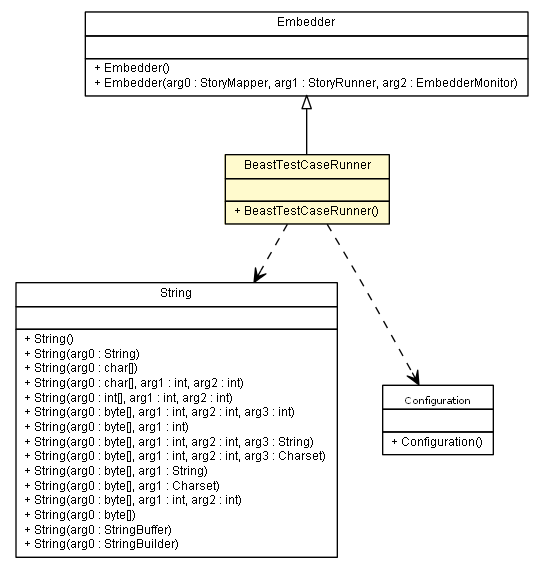 Embedder
+ Embedder()
+ Embedder(arg0 : StoryMapper, arg1 : StoryRunner, arg2 : EmbedderMonitor)
BeastTestCaseRunner
+ BeastTestCaseRunner()
String
+ String()
+ String(arg0 : String)
+ String(arg0 : char[])
+ String(arg0 : char[], arg1 : int, arg2 : int)
+ String(arg0 : int[], arg1 : int, arg2 : int)
+ String(arg0 : byte[], arg1 : int, arg2 : int, arg3 : int)
+ String(arg0 : byte[], arg1 : int)
+ String(arg0 : byte[], arg1 : int, arg2 : int, arg3 : String)
+ String(arg0 : byte[], arg1 : int, arg2 : int, arg3 : Charset)
+ String(arg0 : byte[], arg1 : String)
+ String(arg0 : byte[], arg1 : Charset)
+ String(arg0 : byte[], arg1 : int, arg2 : int)
+ String(arg0 : byte[])
+ String(arg0 : StringBuffer)
+ String(arg0 : StringBuilder)
Configuration
+ Configuration()